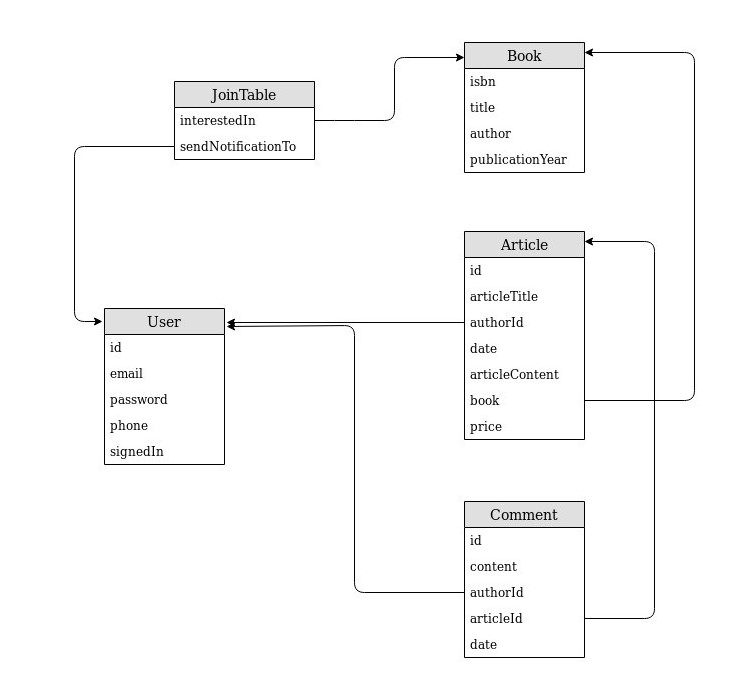 JoinTable
interestedIn
sendNotificationTo
Book
isbn
title
author
publicationYear
User
id
email
password
phone
signedIn
Article
id
articleTitle
authorId
date
articleContent
book
price
Comment
id
content
authorId
articleId
date